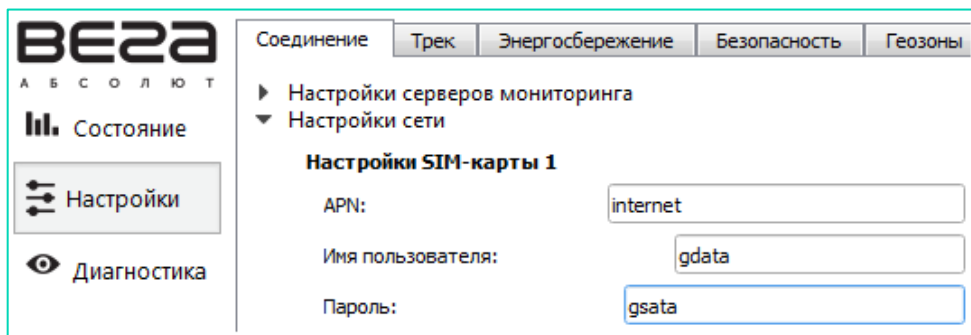 ВЕГА
АБСОЛЮТ
Состояние
Настройки
Диагностика
Соединение Трек Энергосбережение Безопасность Геозоны
Настройки серверов мониторинга
Настройки сети
Настройки SIM-карты 1
APN: internet
Имя пользователя: gdata
Пароль: gsata